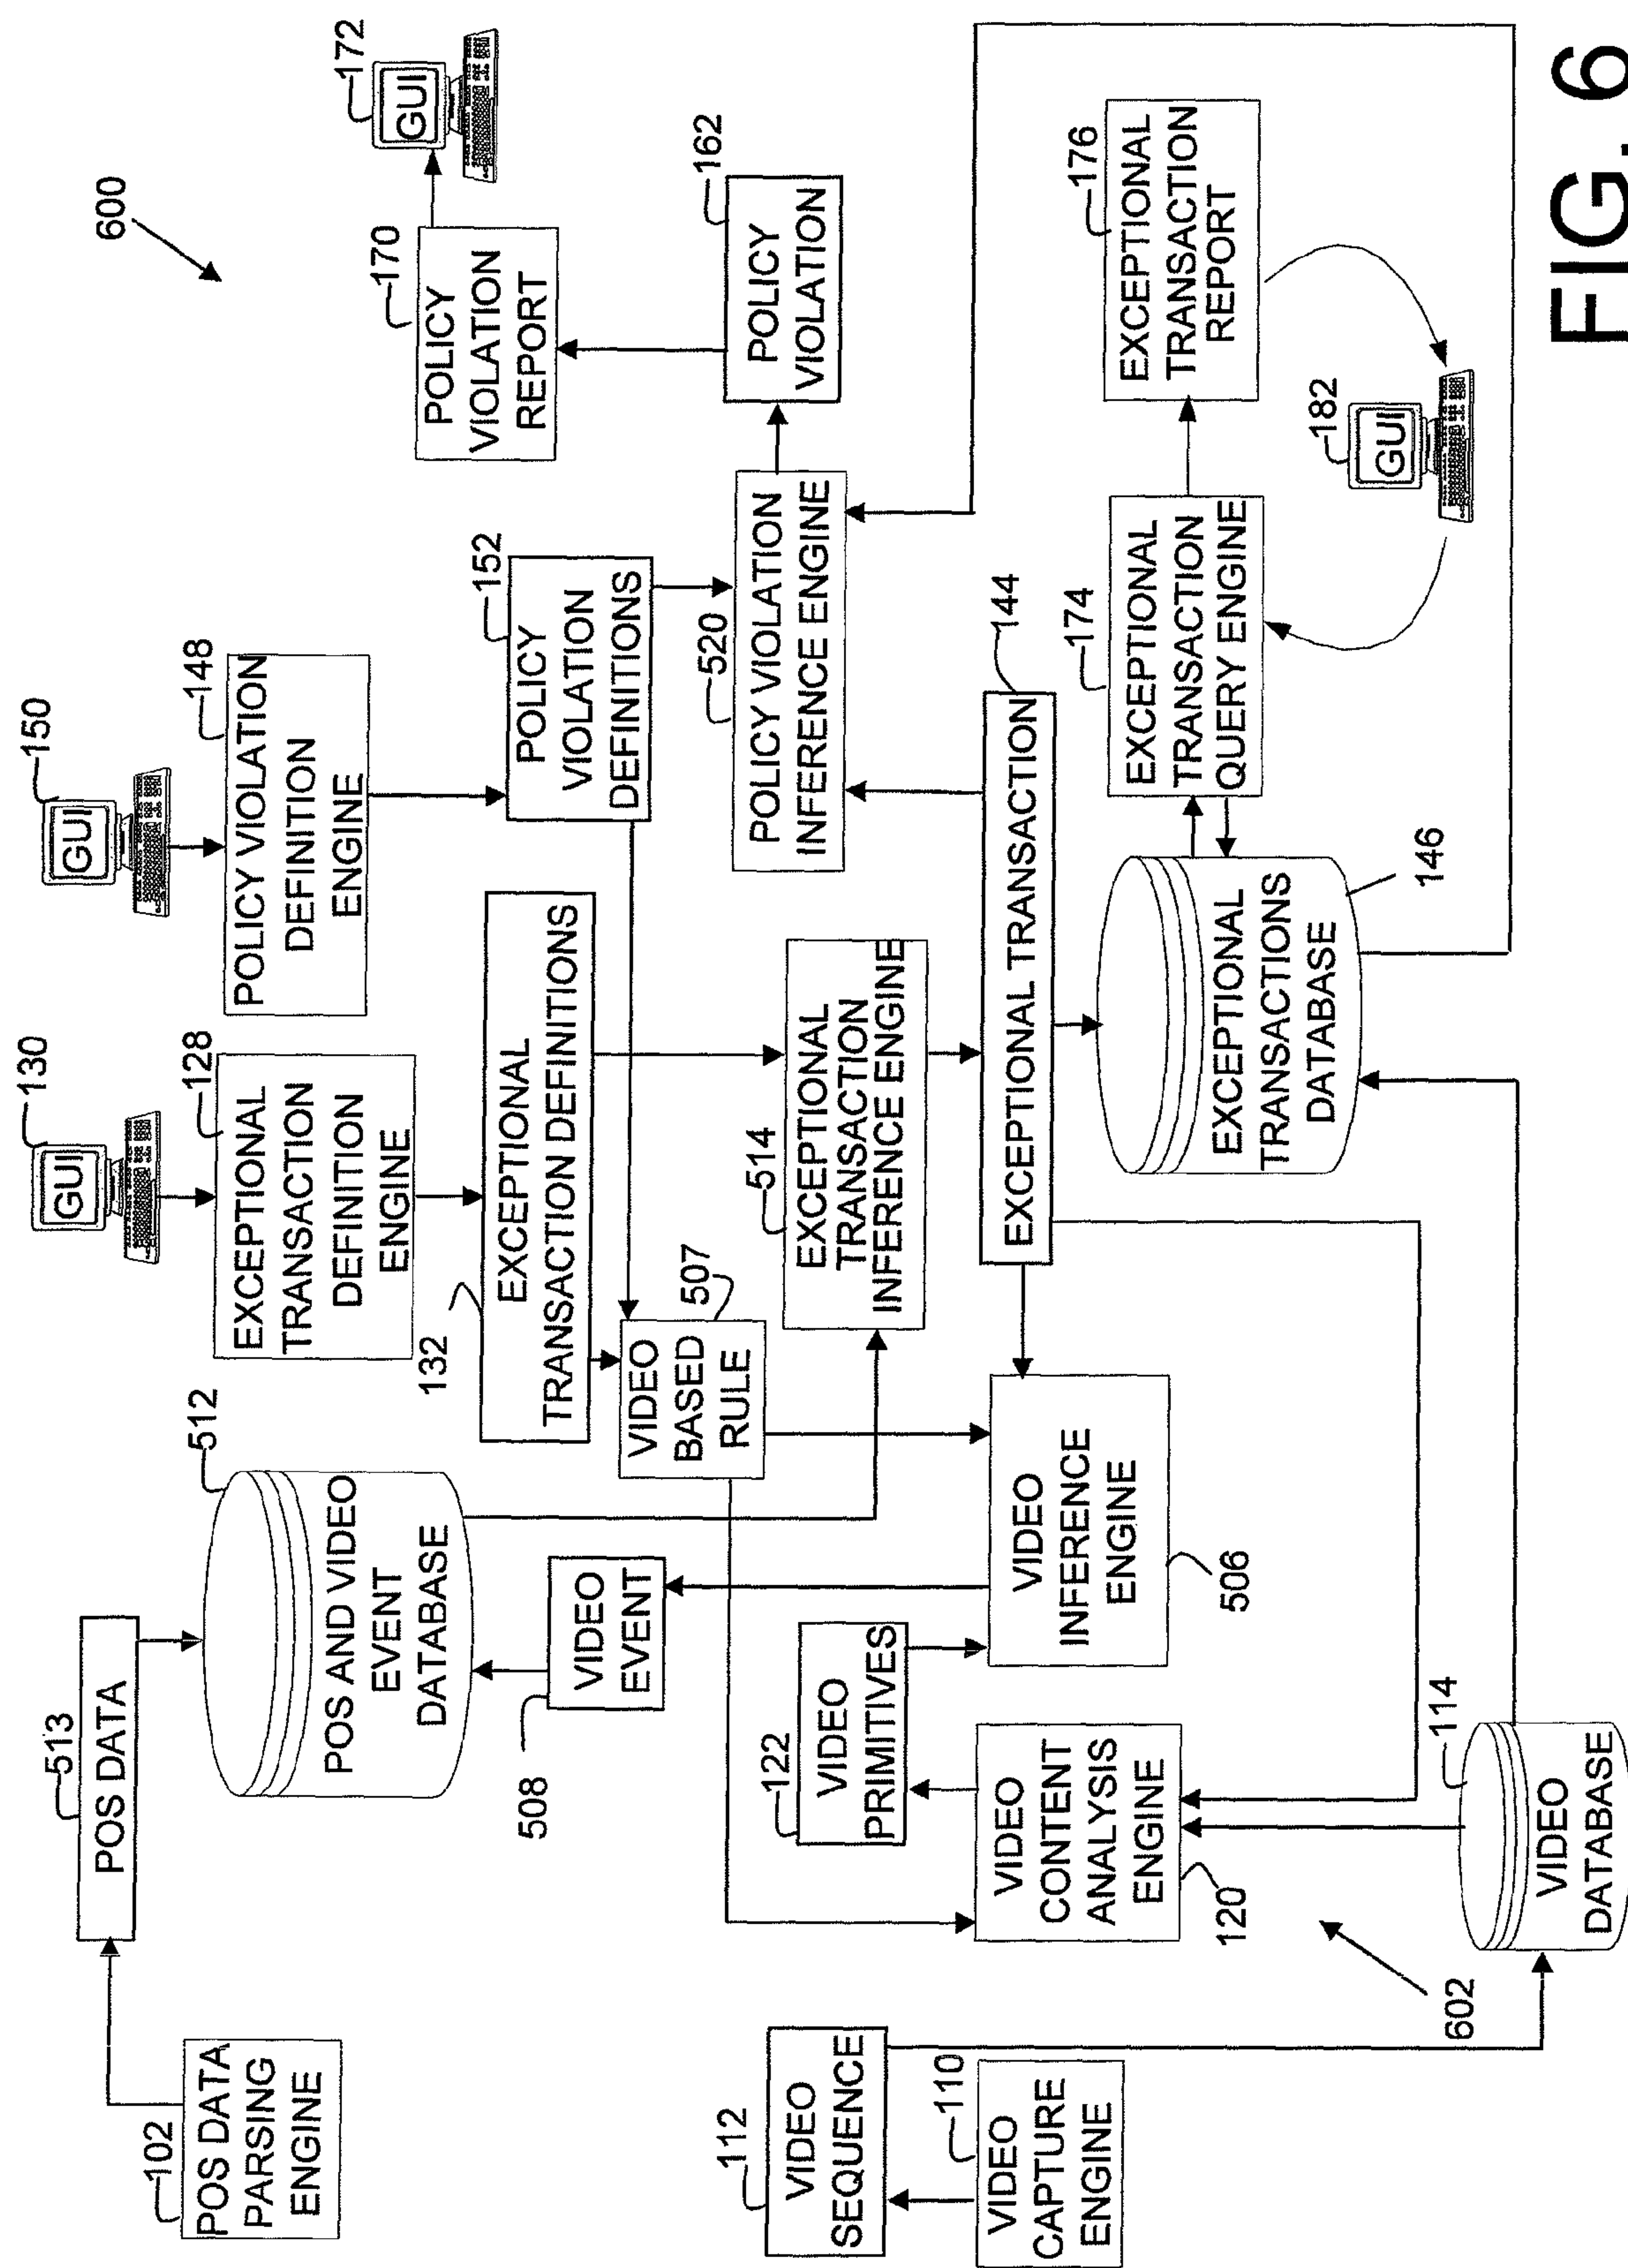 600
130
GUI
150
GUI
172
GUI
102
POS DATA
PARSING
ENGINE
513
POS DATA
512
POS AND VIDEO
EVENT
DATABASE
128
EXCEPTIONAL
TRANSACTION
DEFINITION
ENGINE
148
POLICY VIOLATION
DEFINITION
ENGINE
170
POLICY
VIOLATION
REPORT
132
EXCEPTIONAL
TRANSACTION DEFINITIONS
152
POLICY
VIOLATION
DEFINITIONS
508
VIDEO
EVENT
507
VIDEO
BASED
RULE
162
POLICY
VIOLATION
520
POLICY VIOLATION
INFERENCE ENGINE
514
EXCEPTIONAL
TRANSACTION
INFERENCE ENGINE
112
VIDEO
SEQUENCE
122
VIDEO
PRIMITIVES
110
VIDEO
CAPTURE
ENGINE
VIDEO
CONTENT
ANALYSIS
ENGINE
120
VIDEO
INFERENCE
ENGINE
506
144
EXCEPTIONAL TRANSACTION
174
EXCEPTIONAL
TRANSACTION
QUERY ENGINE
176
EXCEPTIONAL
TRANSACTION
REPORT
EXCEPTIONAL
TRANSACTIONS
DATABASE
146
182
GUI
602
114
VIDEO
DATABASE
FIG. 6